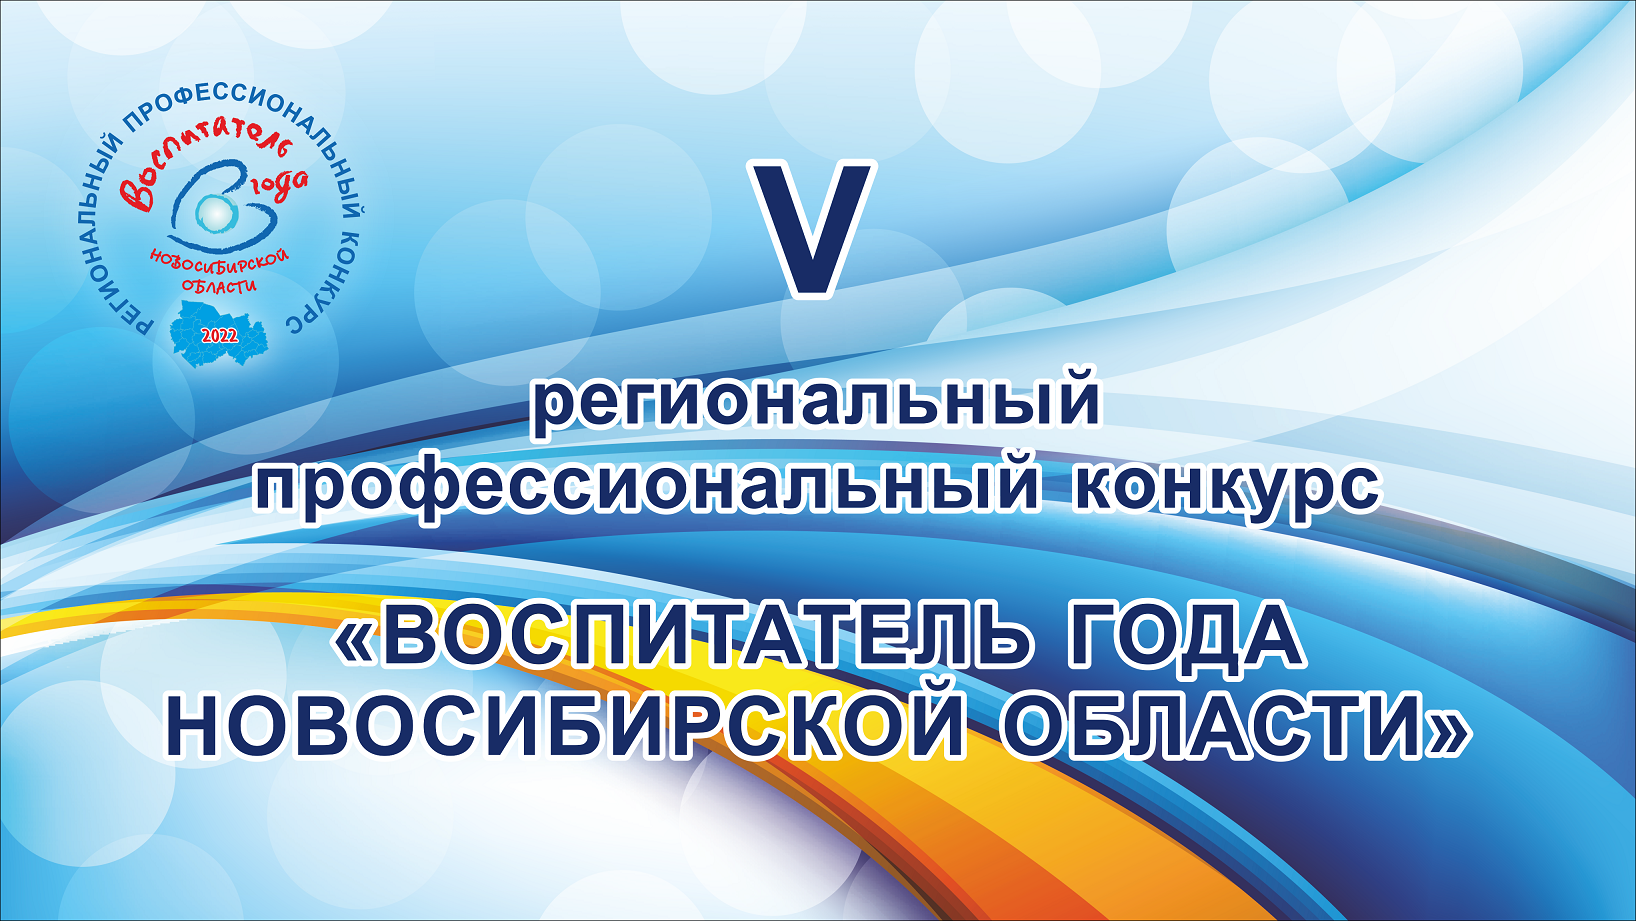 РЕГИОНАЛЬНЫЙ ПРОФЕССИОНАЛЬНЫЙ КОНКУРС
Воспитатель
года
НОВОСИБИРСКОЙ
ОБЛАСТИ
2022
V
региональный
профессиональный конкурс
«ВОСПИТАТЕЛЬ ГОДА
НОВОСИБИРСКОЙ ОБЛАСТИ»